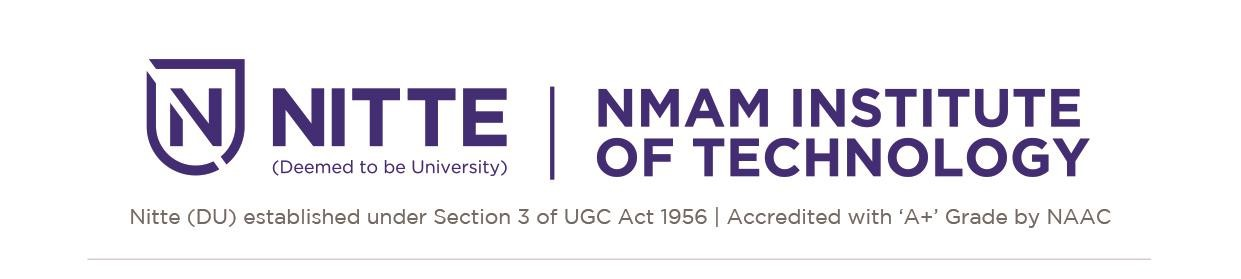 N NITTE
(Deemed to be University)
NMAM INSTITUTE
OF TECHNOLOGY
Nitte (DU) established under Section 3 of UGC Act 1956 | Accredited with ‘A+’ Grade by NAAC